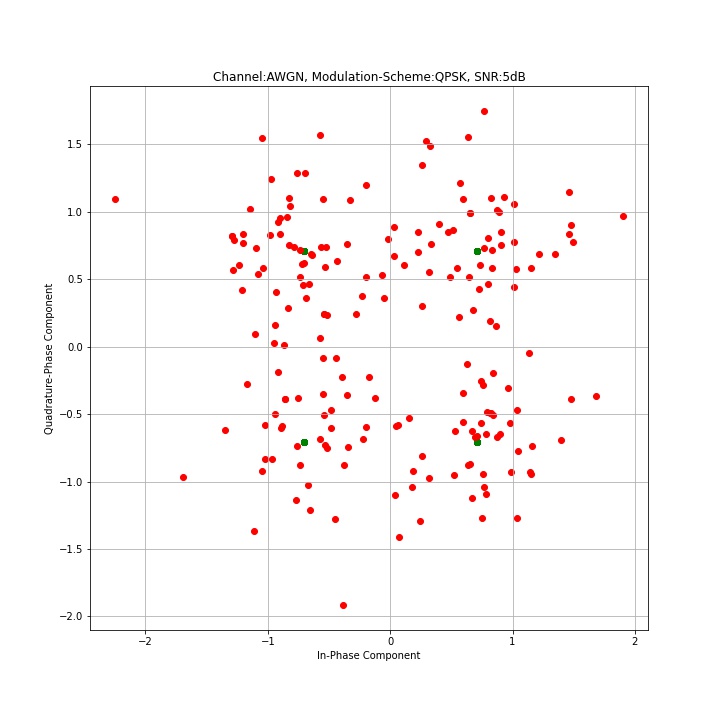 Channel:AWGN, Modulation-Scheme:QPSK, SNR:5dB
1.5
1.0
0.5
0.0
−0.5
−1.0
−1.5
−2.0
Quadrature-Phase Component
−2 −1 0 1 2
In-Phase Component